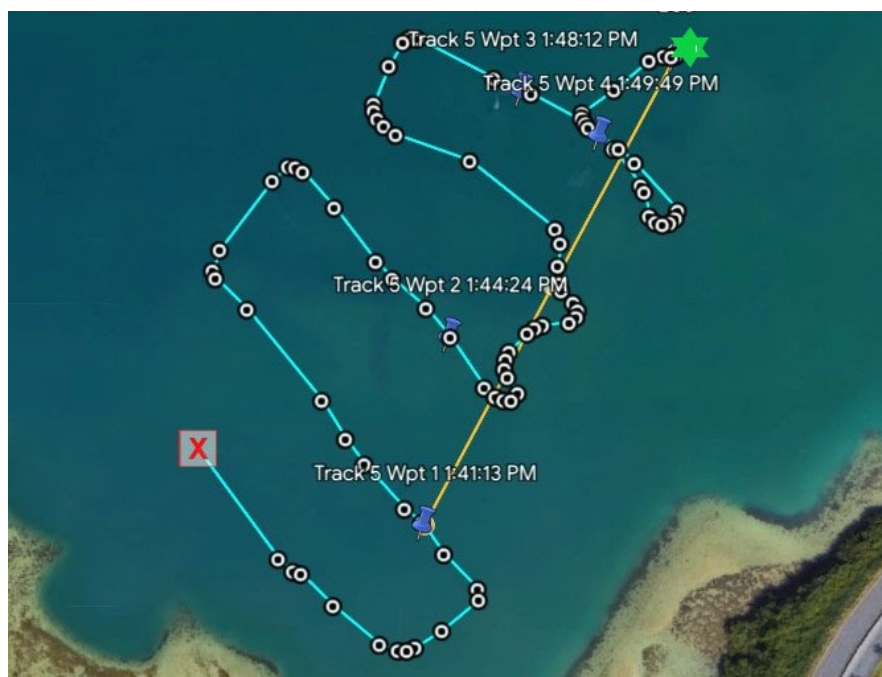 Track 5 Wpt 3 1:48:12 PM
Track 5 Wpt 4 1:49:49 PM
Track 5 Wpt 2 1:44:24 PM
X
Track 5 Wpt 1 1:41:13 PM